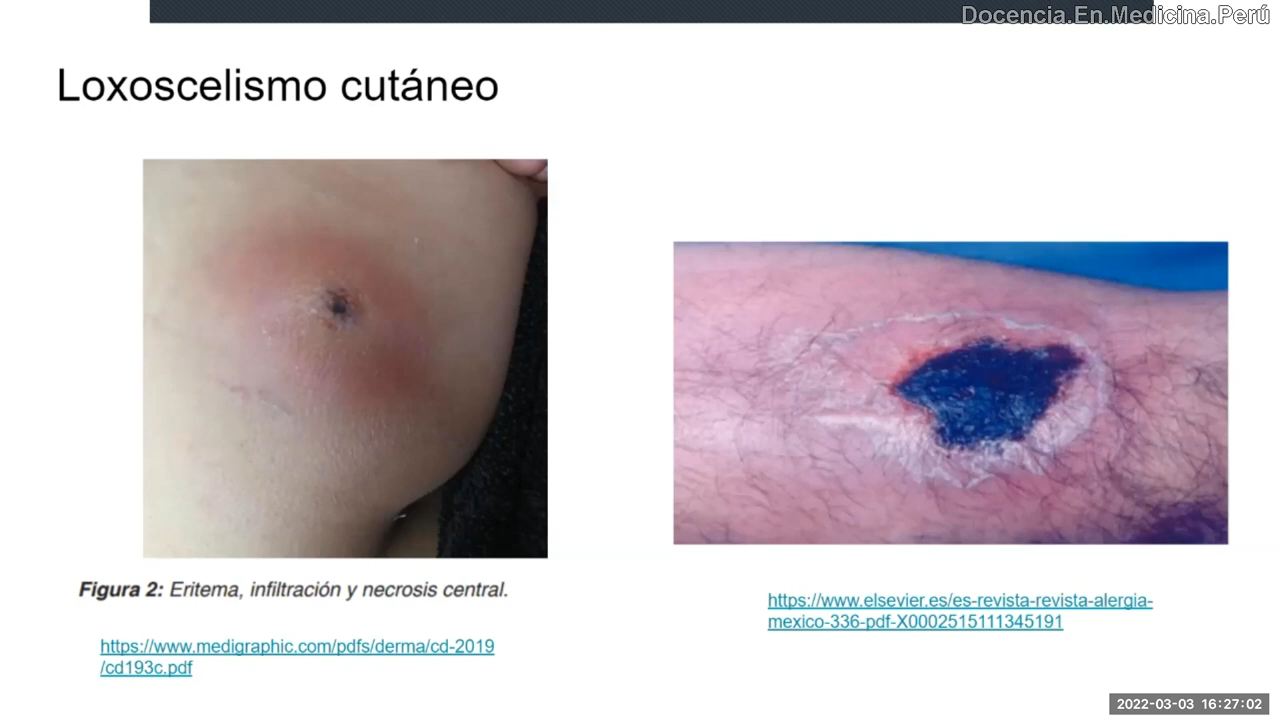 Docencia.En.Medicina.Perú
Loxoscelismo cutáneo
Figura 2: Eritema, infiltración y necrosis central.
https://www.medigraphic.com/pdfs/derma/cd-2019
/cd193c.pdf
https://www.elsevier.es/es-revista-revista-alergia-
mexico-336-pdf-X0002515111345191
2022-03-03 16:27:02